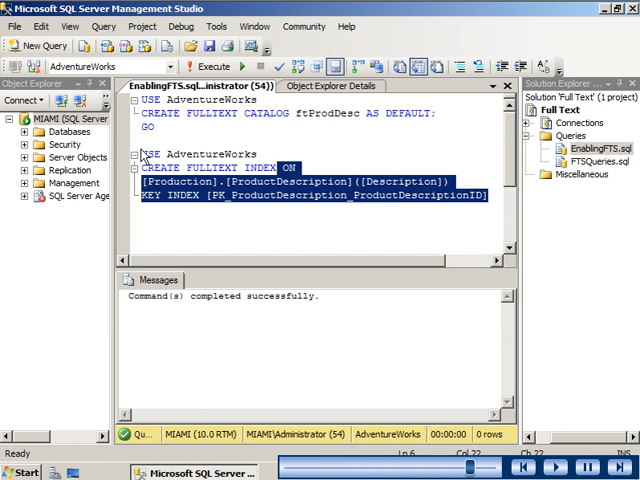 Microsoft SQL Server Management Studio
File Edit View Query Project Debug Tools Window Community Help
New Query
AdventureWorks Execute
Object Explorer
Connect
MIAMI (SQL Server
Databases
Security
Server Objects
Replication
Management
SQL Server Age
EnablingFTS.sql...inistrator (54)) Object Explorer Details
USE AdventureWorks
CREATE FULLTEXT CATALOG ftProdDesc AS DEFAULT;
GO
USE AdventureWorks
CREATE FULLTEXT INDEX ON
[Production].[ProductDescription]([Description])
KEY INDEX [PK_ProductDescription_ProductDescriptionID]
Messages
Command(s) completed successfully.
Solution Explorer - Full Text
Solution 'Full Text' (1 project)
Full Text
Connections
Queries
EnablingFTS.sql
FTSQueries.sql
Miscellaneous
Qu... MIAMI (10.0 RTM) MIAMI\Administrator (54) AdventureWorks 00:00:00 0 rows
Ready Ln 6 Col 22 Ch 22 INS
Start Microsoft SQL Server ...